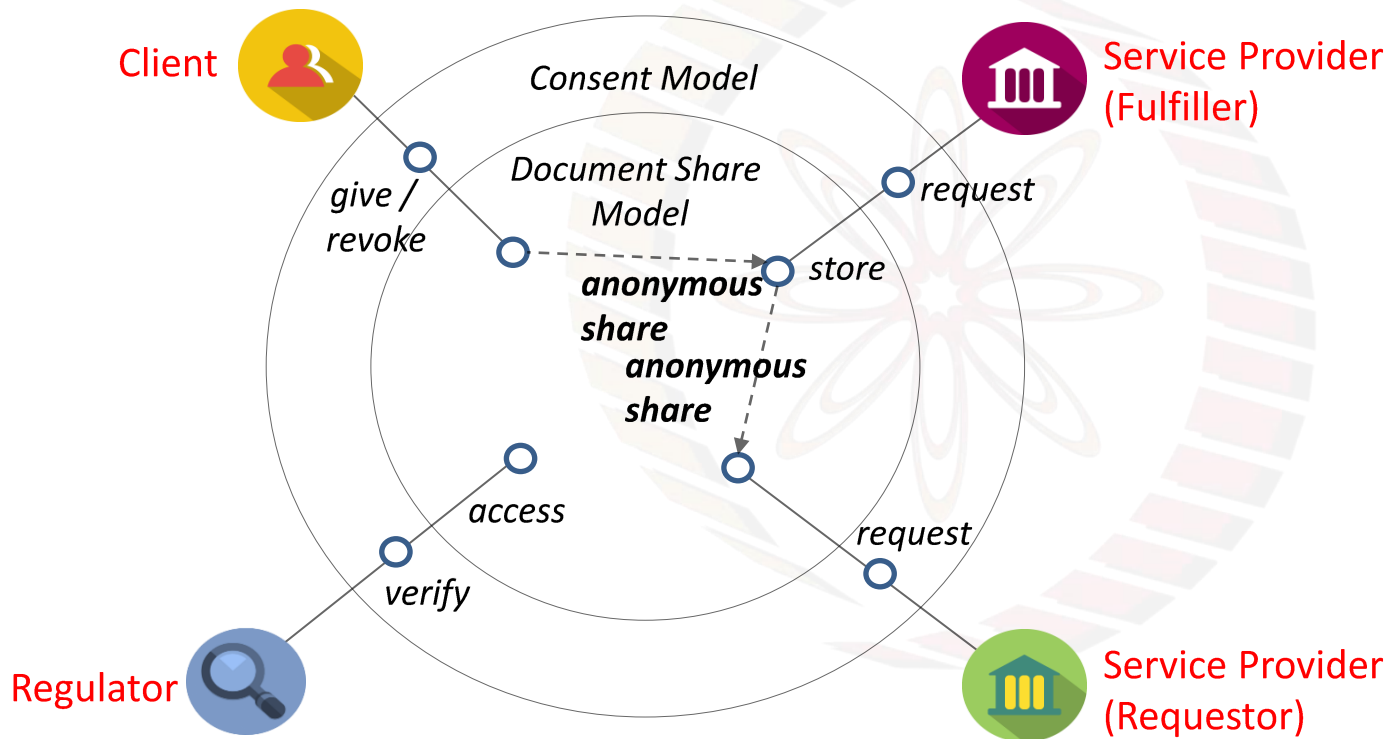 Client
Consent Model
Service Provider
(Fulfiller)
Document Share
Model
give /
revoke
request
store
anonymous
share
anonymous
share
access
request
verify
Regulator
Service Provider
(Requestor)